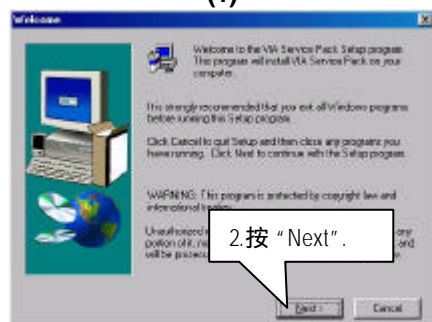 (1)
Welcome
Welcome to the VIA Service Pack Setup program.
This program will install VIA Service Pack on your
computer.
It is strongly recommended that you exit all Windows programs
before running this Setup program.
Click Cancel to quit Setup and then close any programs you
have running. Click Next to continue with the Setup program.
WARNING: This program is protected by copyright law and
international
Unauthorized any
portion of it, and
will be
2.按 “Next”.
Next >
Cancel